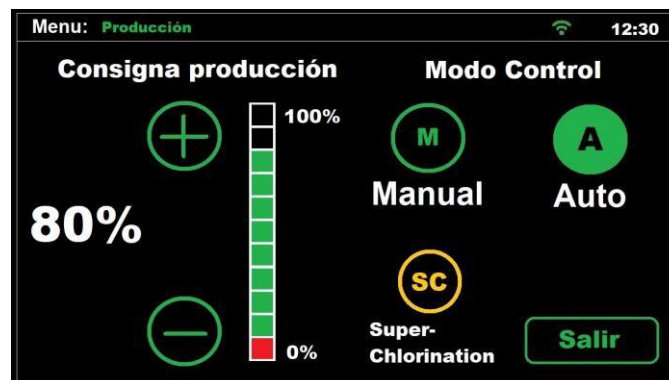 Menu: Producción 12:30
Consigna producción
Modo Control
100%
M
A
Manual
Auto
80%
SC
Super-
Chlorination
0%
Salir